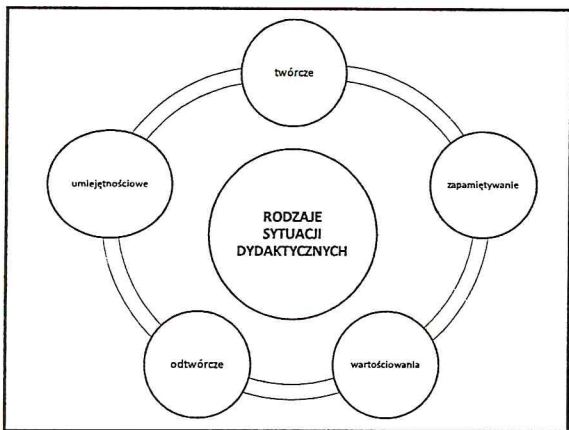 twórcze
umiejętnościowe
zapamiętywanie
RODZAJE
SYTUACJI
DYDAKTYCZNYCH
odtwórcze
wartościowania